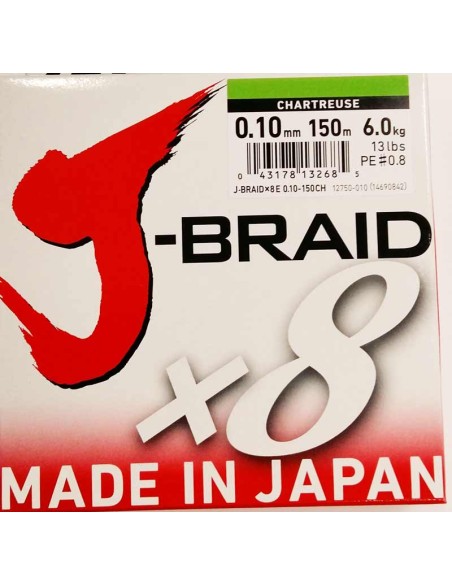 CHARTREUSE
0.10mm 150m 6.0kg
13lbs
PE#0.8
0 43178 13268 5
J-BRAID×8E 0.10-150CH 12750-010 (14690842)
J-BRAID
×8
MADE IN JAPAN